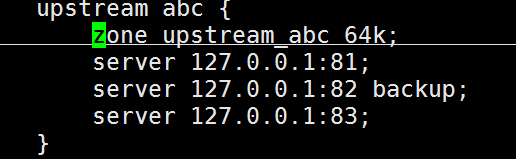 upstream abc {
zone upstream_abc 64k;
server 127.0.0.1:81;
server 127.0.0.1:82 backup;
server 127.0.0.1:83;
}